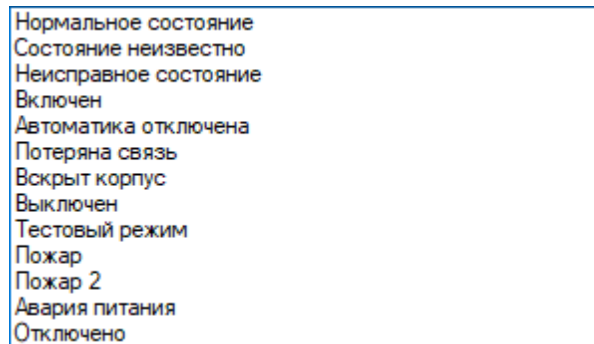 Нормальное состояние
Состояние неизвестно
Неисправное состояние
Включен
Автоматика отключена
Потеряна связь
Вскрыт корпус
Выключен
Тестовый режим
Пожар
Пожар 2
Авария питания
Отключено